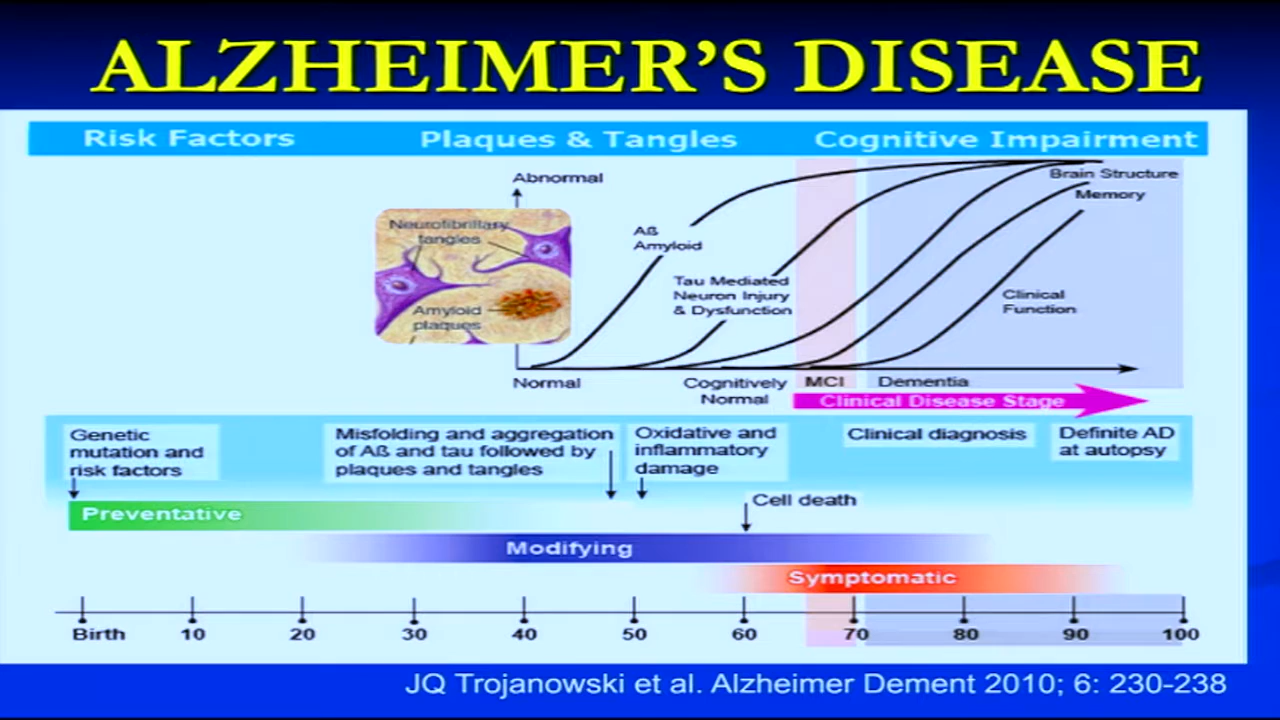 ALZHEIMER'S DISEASE
Risk Factors
Plaques & Tangles
Cognitive Impairment
Abnormal
Neurofibrillary
tangles
Amyloid
plaques
Aß
Amyloid
Tau Mediated
Neuron Injury
& Dysfunction
Brain Structure
Memory
Clinical
Function
Normal
Cognitively
Normal
MCI
Dementia
Clinical Disease Stage
Genetic
mutation and
risk factors
Misfolding and aggregation
of Aß and tau followed by
plaques and tangles
Oxidative and
inflammatory
damage
Clinical diagnosis
Definite AD
at autopsy
Cell death
Preventative
Modifying
Symptomatic
Birth 10 20 30 40 50 60 70 80 90 100
JQ Trojanowski et al. Alzheimer Dement 2010; 6: 230-238